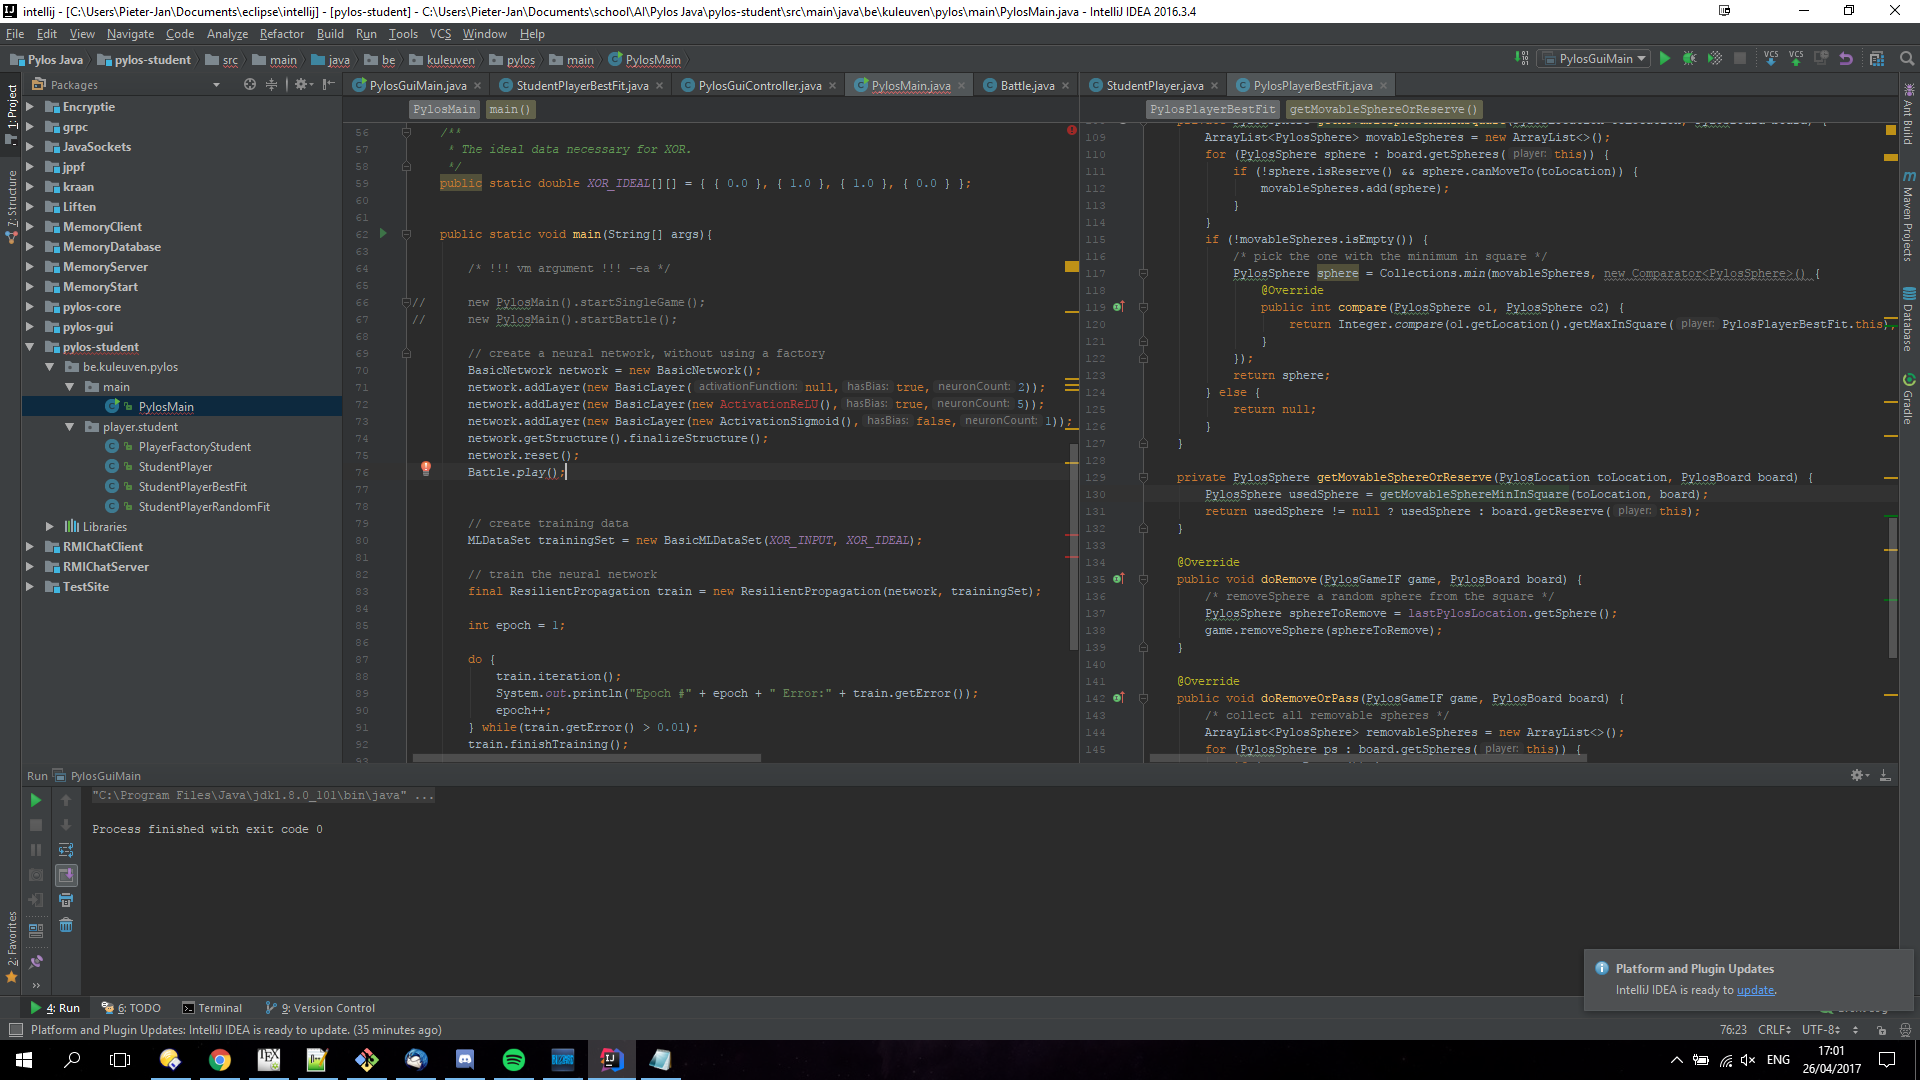 intellij - [C:\Users\Pieter-Jan\Documents\eclipse\intellij] - [pylos-student] - C:\Users\Pieter-Jan\Documents\school\AI\Pylos Java\pylos-student\src\main\java\be\kuleuven\pylos\main\PylosMain.java - IntelliJ IDEA 2016.3.4
File Edit View Navigate Code Analyze Refactor Build Run Tools VCS Window Help
Pylos Java pylos-student src main java be kuleuven pylos main PylosMain
PylosGuiMain
VCS VCS
Packages
1: Project
7: Structure
2: Favorites
Encryptie
grpc
JavaSockets
jppf
kraan
Liften
MemoryClient
MemoryDatabase
MemoryServer
MemoryStart
pylos-core
pylos-gui
pylos-student
be.kuleuven.pylos
main
PylosMain
player.student
PlayerFactoryStudent
StudentPlayer
StudentPlayerBestFit
StudentPlayerRandomFit
Libraries
RMIChatClient
RMIChatServer
TestSite
PylosGuiMain.java StudentPlayerBestFit.java PylosGuiController.java PylosMain.java Battle.java
PylosMain main()
56 /**
57 * The ideal data necessary for XOR.
58 */
59 public static double XOR_IDEAL[][] = { { 0.0 }, { 1.0 }, { 1.0 }, { 0.0 } };
60
61
62 public static void main(String[] args){
63
64 /* !!! vm argument !!! -ea */
65
66 // new PylosMain().startSingleGame();
67 // new PylosMain().startBattle();
68
69 // create a neural network, without using a factory
70 BasicNetwork network = new BasicNetwork();
71 network.addLayer(new BasicLayer( activationFunction: null, hasBias: true, neuronCount: 2));
72 network.addLayer(new BasicLayer(new ActivationReLU(), hasBias: true, neuronCount: 5));
73 network.addLayer(new BasicLayer(new ActivationSigmoid(), hasBias: false, neuronCount: 1));
74 network.getStructure().finalizeStructure();
75 network.reset();
76 Battle.play();
77
78
79 // create training data
80 MLDataSet trainingSet = new BasicMLDataSet(XOR_INPUT, XOR_IDEAL);
81
82 // train the neural network
83 final ResilientPropagation train = new ResilientPropagation(network, trainingSet);
84
85 int epoch = 1;
86
87 do {
88 train.iteration();
89 System.out.println("Epoch #" + epoch + " Error:" + train.getError());
90 epoch++;
91 } while(train.getError() > 0.01);
92 train.finishTraining();
93
StudentPlayer.java PylosPlayerBestFit.java
PylosPlayerBestFit getMovableSphereOrReserve()
109 ArrayList<PylosSphere> movableSpheres = new ArrayList<>();
110 for (PylosSphere sphere : board.getSpheres( player: this)) {
111 if (!sphere.isReserve() && sphere.canMoveTo(toLocation)) {
112 movableSpheres.add(sphere);
113 }
114 }
115 if (!movableSpheres.isEmpty()) {
116 /* pick the one with the minimum in square */
117 PylosSphere sphere = Collections.min(movableSpheres, new Comparator<PylosSphere>() {
118 @Override
119 public int compare(PylosSphere o1, PylosSphere o2) {
120 return Integer.compare(o1.getLocation().getMaxInSquare( player: PylosPlayerBestFit.this)
121 }
122 });
123 return sphere;
124 } else {
125 return null;
126 }
127 }
128
129 private PylosSphere getMovableSphereOrReserve(PylosLocation toLocation, PylosBoard board) {
130 PylosSphere usedSphere = getMovableSphereMinInSquare(toLocation, board);
131 return usedSphere != null ? usedSphere : board.getReserve( player: this);
132 }
133
134 @Override
135 public void doRemove(PylosGameIF game, PylosBoard board) {
136 /* removeSphere a random sphere from the square */
137 PylosSphere sphereToRemove = lastPylosLocation.getSphere();
138 game.removeSphere(sphereToRemove);
139 }
140
141 @Override
142 public void doRemoveOrPass(PylosGameIF game, PylosBoard board) {
143 /* collect all removable spheres */
144 ArrayList<PylosSphere> removableSpheres = new ArrayList<>();
145 for (PylosSphere ps : board.getSpheres( player: this)) {
Ant Build
Maven Projects
Database
Gradle
Run PylosGuiMain
"C:\Program Files\Java\jdk1.8.0_101\bin\java" ...
Process finished with exit code 0
Platform and Plugin Updates
IntelliJ IDEA is ready to update.
4: Run 6: TODO Terminal 9: Version Control
Platform and Plugin Updates: IntelliJ IDEA is ready to update. (35 minutes ago)
76:23 CRLF UTF-8
ENG
17:01
26/04/2017